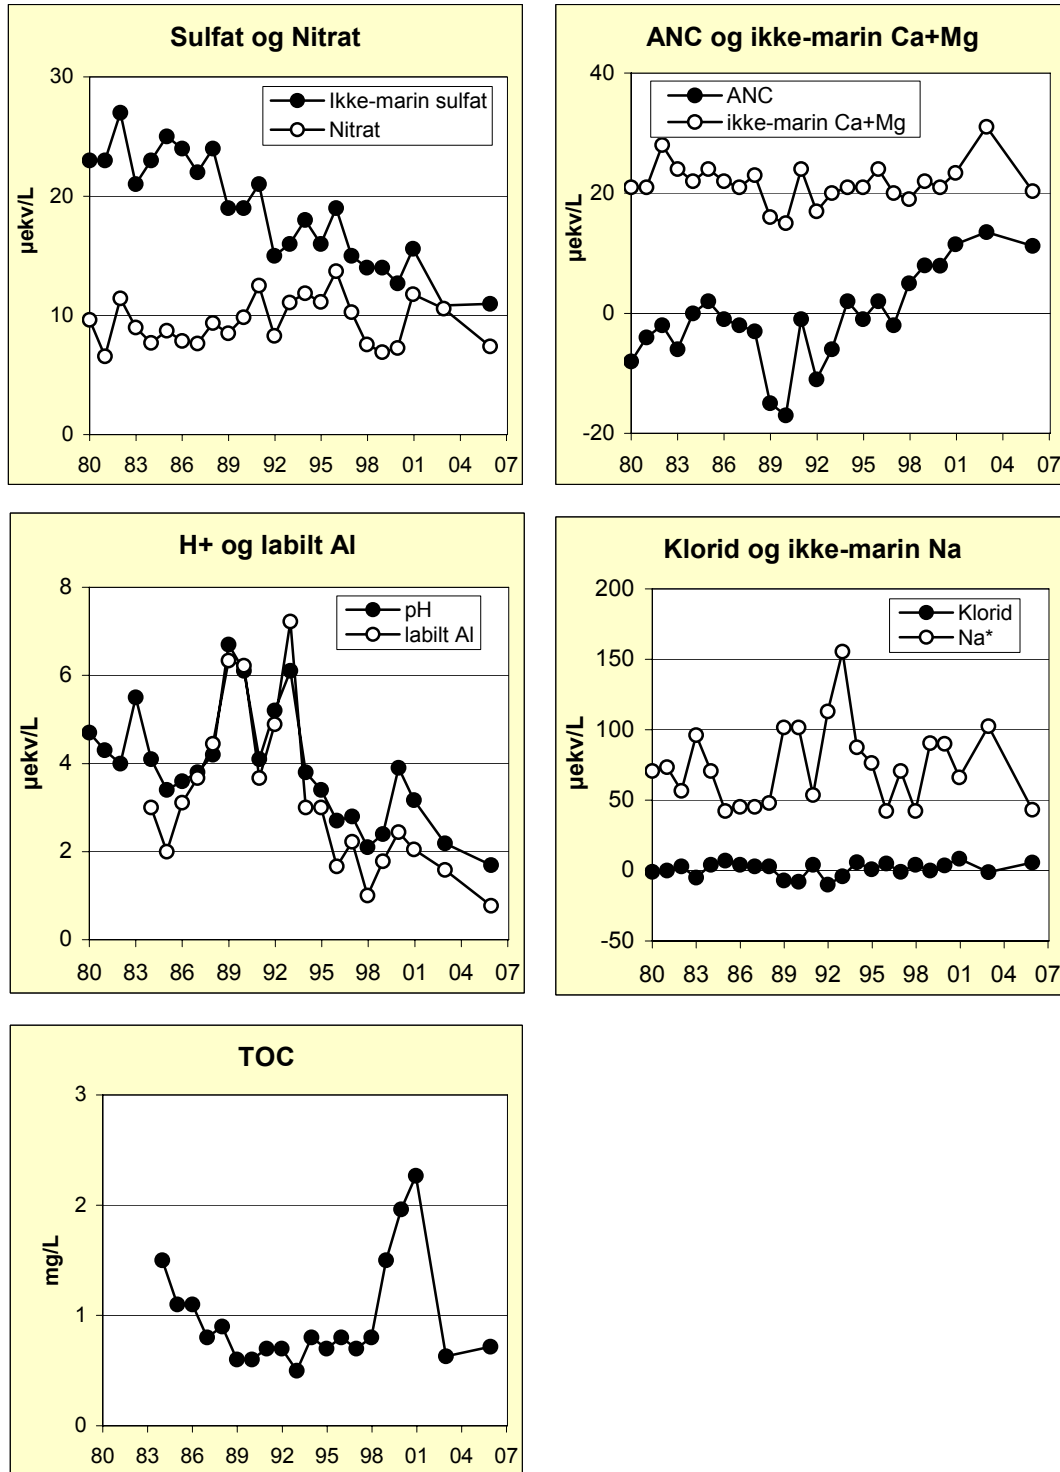 Sulfat og Nitrat
30
20
10
0
µekv/L
Ikke-marin sulfat
Nitrat
80 83 86 89 92 95 98 01 04 07
ANC og ikke-marin Ca+Mg
40
20
0
-20
µekv/L
ANC
ikke-marin Ca+Mg
80 83 86 89 92 95 98 01 04 07
H+ og labilt Al
8
6
4
2
0
µekv/L
pH
labilt Al
80 83 86 89 92 95 98 01 04 07
Klorid og ikke-marin Na
200
150
100
50
0
-50
µekv/L
Klorid
Na*
80 83 86 89 92 95 98 01 04 07
TOC
3
2
1
0
mg/L
80 83 86 89 92 95 98 01 04 07